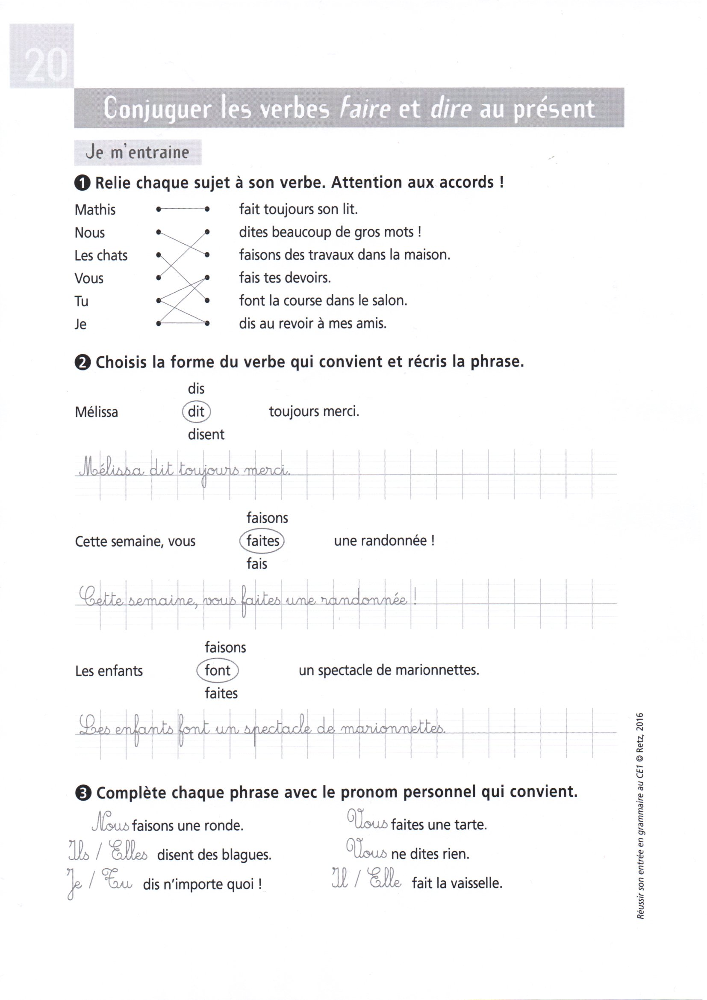 20
Conjuguer les verbes faire et dire au présent
Je m'entraine
1 Relie chaque sujet à son verbe. Attention aux accords !
Mathis fait toujours son lit.
Nous dites beaucoup de gros mots !
Les chats faisons des travaux dans la maison.
Vous fais tes devoirs.
Tu font la course dans le salon.
Je dis au revoir à mes amis.
2 Choisis la forme du verbe qui convient et récris la phrase.
dis
Mélissa dit toujours merci.
disent
Mélissa dit toujours merci.
faisons
Cette semaine, vous faites une randonnée !
fais
Cette semaine, vous faites une randonnée !
faisons
Les enfants font un spectacle de marionnettes.
faites
Les enfants font un spectacle de marionnettes.
3 Complète chaque phrase avec le pronom personnel qui convient.
Nous faisons une ronde. Vous faites une tarte.
Ils / Elles disent des blagues. Vous ne dites rien.
Je / Tu dis n'importe quoi ! Il / Elle fait la vaisselle.
Réussir son entrée en grammaire au CE1 © Retz, 2016